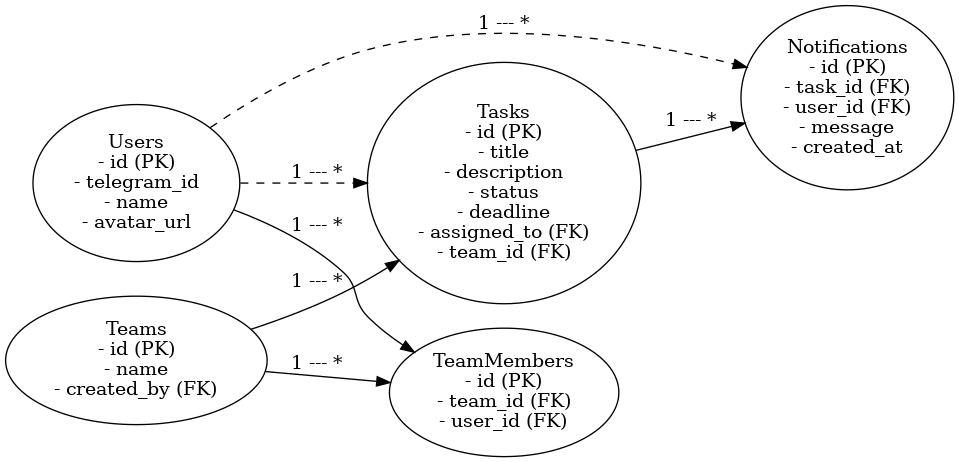 Users
- id (PK)
- telegram_id
- name
- avatar_url
Teams
- id (PK)
- name
- created_by (FK)
1 --- *
1 --- *
1 --- *
1 --- *
1 --- *
Tasks
- id (PK)
- title
- description
- status
- deadline
- assigned_to (FK)
- team_id (FK)
TeamMembers
- id (PK)
- team_id (FK)
- user_id (FK)
1 --- *
Notifications
- id (PK)
- task_id (FK)
- user_id (FK)
- message
- created_at